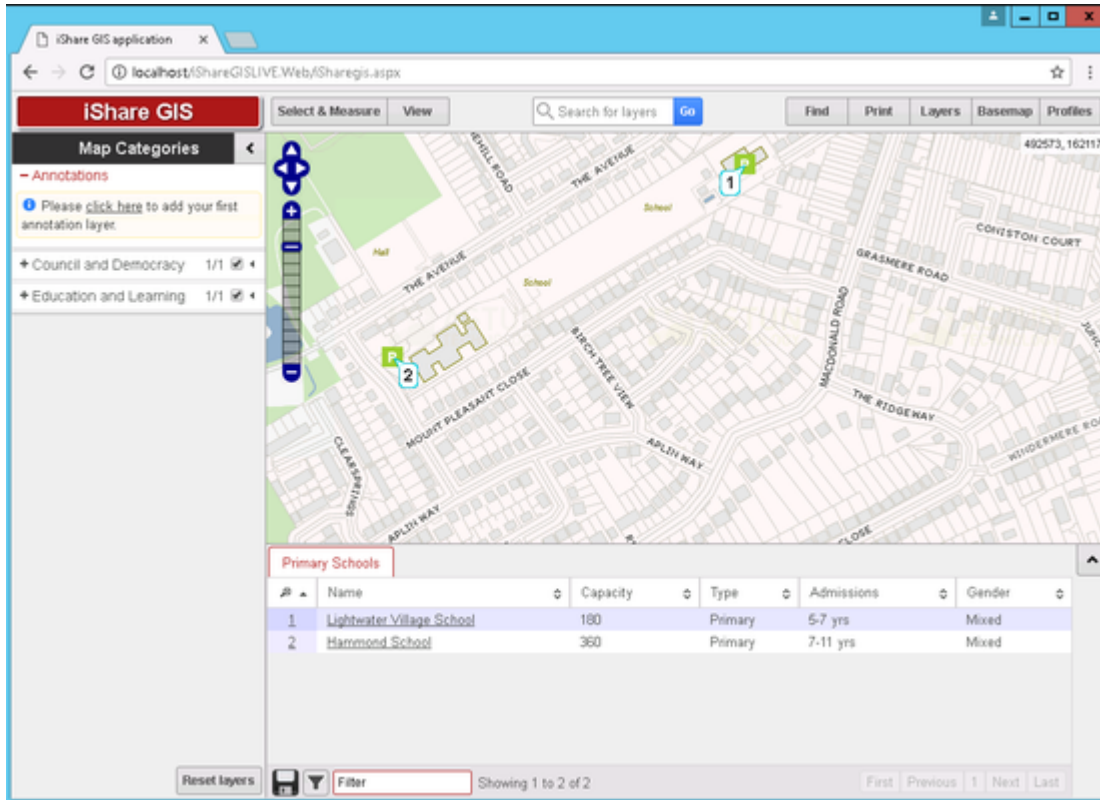 iShare GIS application
localhost/iShareGISLIVE.Web/iSharegis.aspx
iShare GIS
Select & Measure View Search for layers Go Find Print Layers Basemap Profiles
Map Categories
Annotations
Please click here to add your first
annotation layer.
Council and Democracy 1/1
Education and Learning 1/1
Reset layers
492573, 162117
THE AVENUE
P
1
School
CONISTON COURT
Hall
THE AVENUE
School
GRASMERE ROAD
MACDONALD ROAD
BIRCH TREE VIEW
P
2
MOUNT PLEASANT CLOSE
THE RIDGEWAY
WINDERMERE
APLIN WAY
APLIN WAY
CLOSE
Primary Schools
Name Capacity Type Admissions Gender
1 Lightwater Village School 180 Primary 5-7 yrs Mixed
2 Hammond School 360 Primary 7-11 yrs Mixed
Filter Showing 1 to 2 of 2 First Previous 1 Next Last